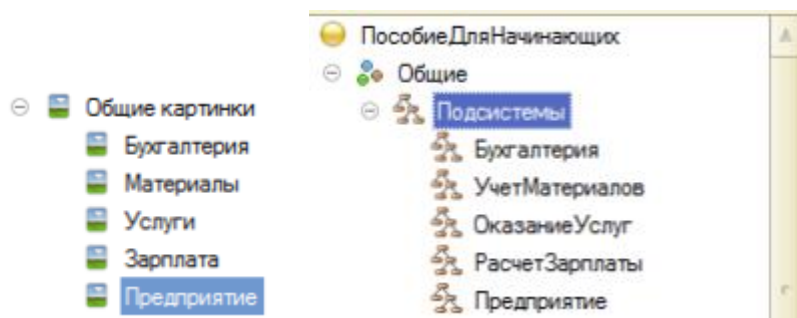 Общие картинки
Бухгалтерия
Материалы
Услуги
Зарплата
Предприятие
ПособиеДляНачинающих
Общие
Подсистемы
Бухгалтерия
УчетМатериалов
ОказаниеУслуг
РасчетЗарплаты
Предприятие